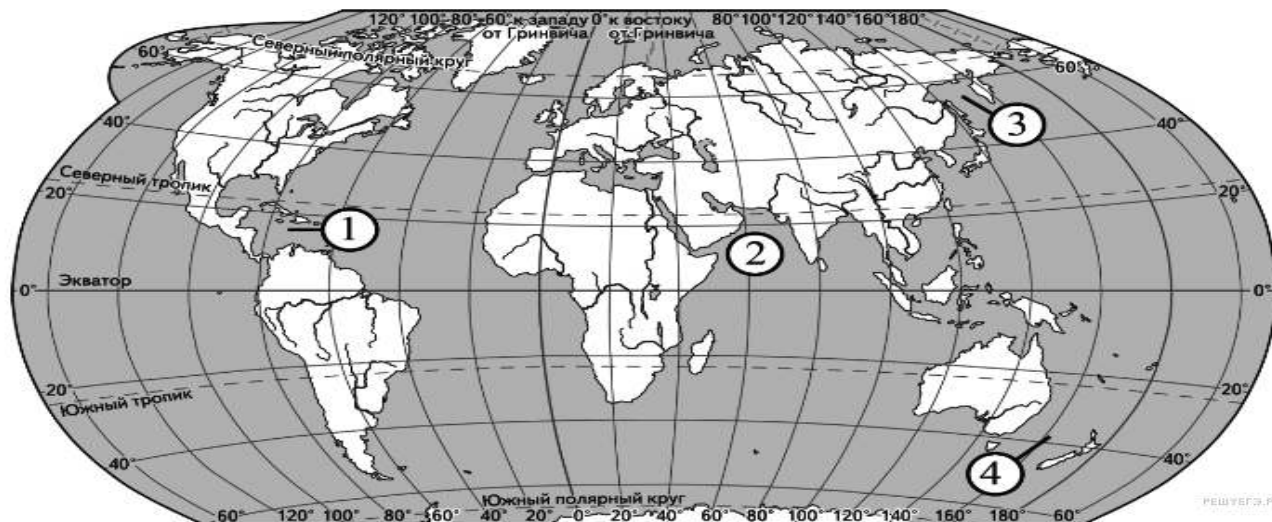 120° 100° 80° 60° к западу 0° к востоку 80° 100° 120° 140° 160° 180°
от Гринвича от Гринвича
60° Северный полярный круг 60°
3
40° 40°
Северный тропик
20° 20°
1
2
Экватор
0° 0°
20° 20°
Южный тропик
40° 40°
4
Южный полярный круг
60° 120° 100° 80° 60° 40° 20° 0° 20° 40° 60° 80° 100° 120° 140° 160° 180° 60°